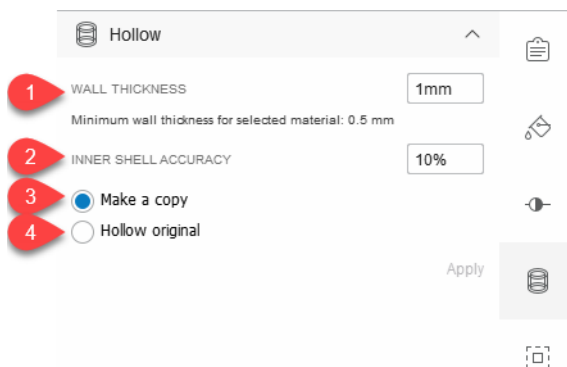 Hollow
1 WALL THICKNESS 1mm
Minimum wall thickness for selected material: 0.5 mm
2 INNER SHELL ACCURACY 10%
3 Make a copy
4 Hollow original
Apply